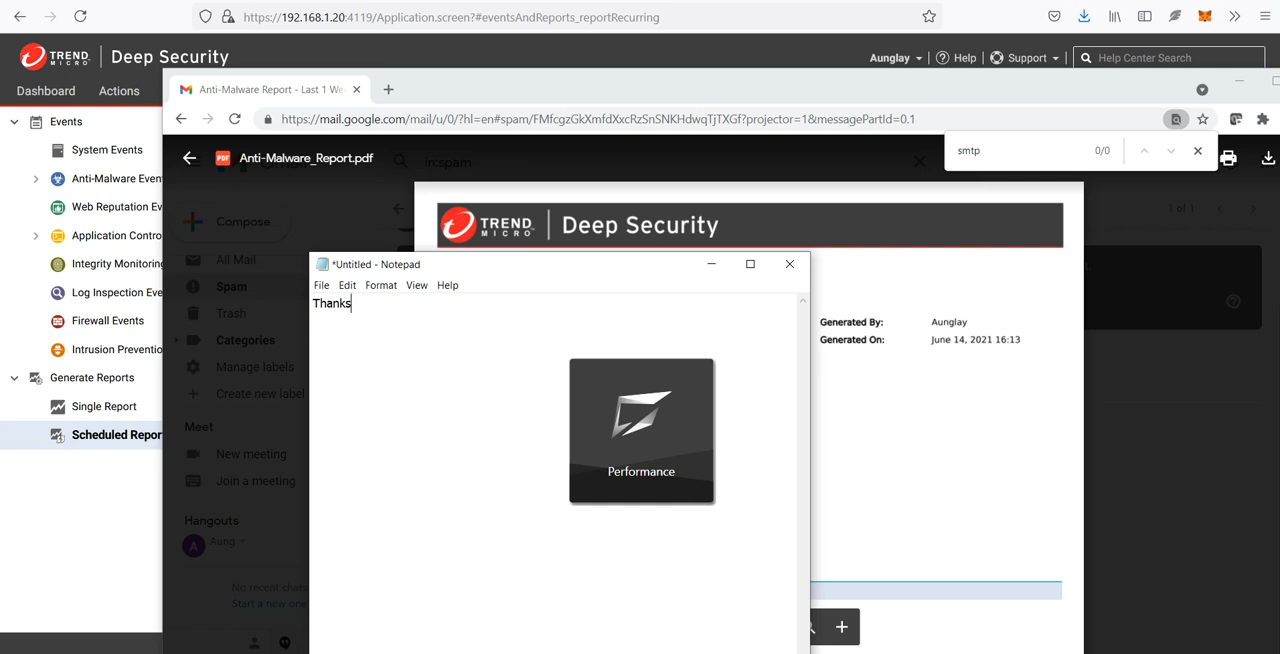 https://192.168.1.20:4119/Application.screen?#eventsAndReports_reportRecurring
TREND MICRO | Deep Security
Aunglay | Help | Support
Help Center Search
Dashboard Actions
Anti-Malware Report - Last 1 We
https://mail.google.com/mail/u/0/?hl=en#spam/FMfcgzGkXmfdXxcRzSnSNKHdwqTjTXGf?projector=1&messagePartId=0.1
smtp 0/0
Events
System Events
Anti-Malware Even
Web Reputation Ev
Application Contro
Integrity Monitoring
Log Inspection Eve
Firewall Events
Intrusion Preventio
Generate Reports
Single Report
Scheduled Repor
PDF Anti-Malware_Report.pdf
in:spam
1 of 1
Compose
All Mail
Spam
Trash
Categories
Manage labels
Create new label
Meet
New meeting
Join a meeting
Hangouts
A Aung
No recent chats
Start a new one
TREND MICRO | Deep Security
Generated By: Aunglay
Generated On: June 14, 2021 16:13
*Untitled - Notepad
File Edit Format View Help
Thanks
Performance